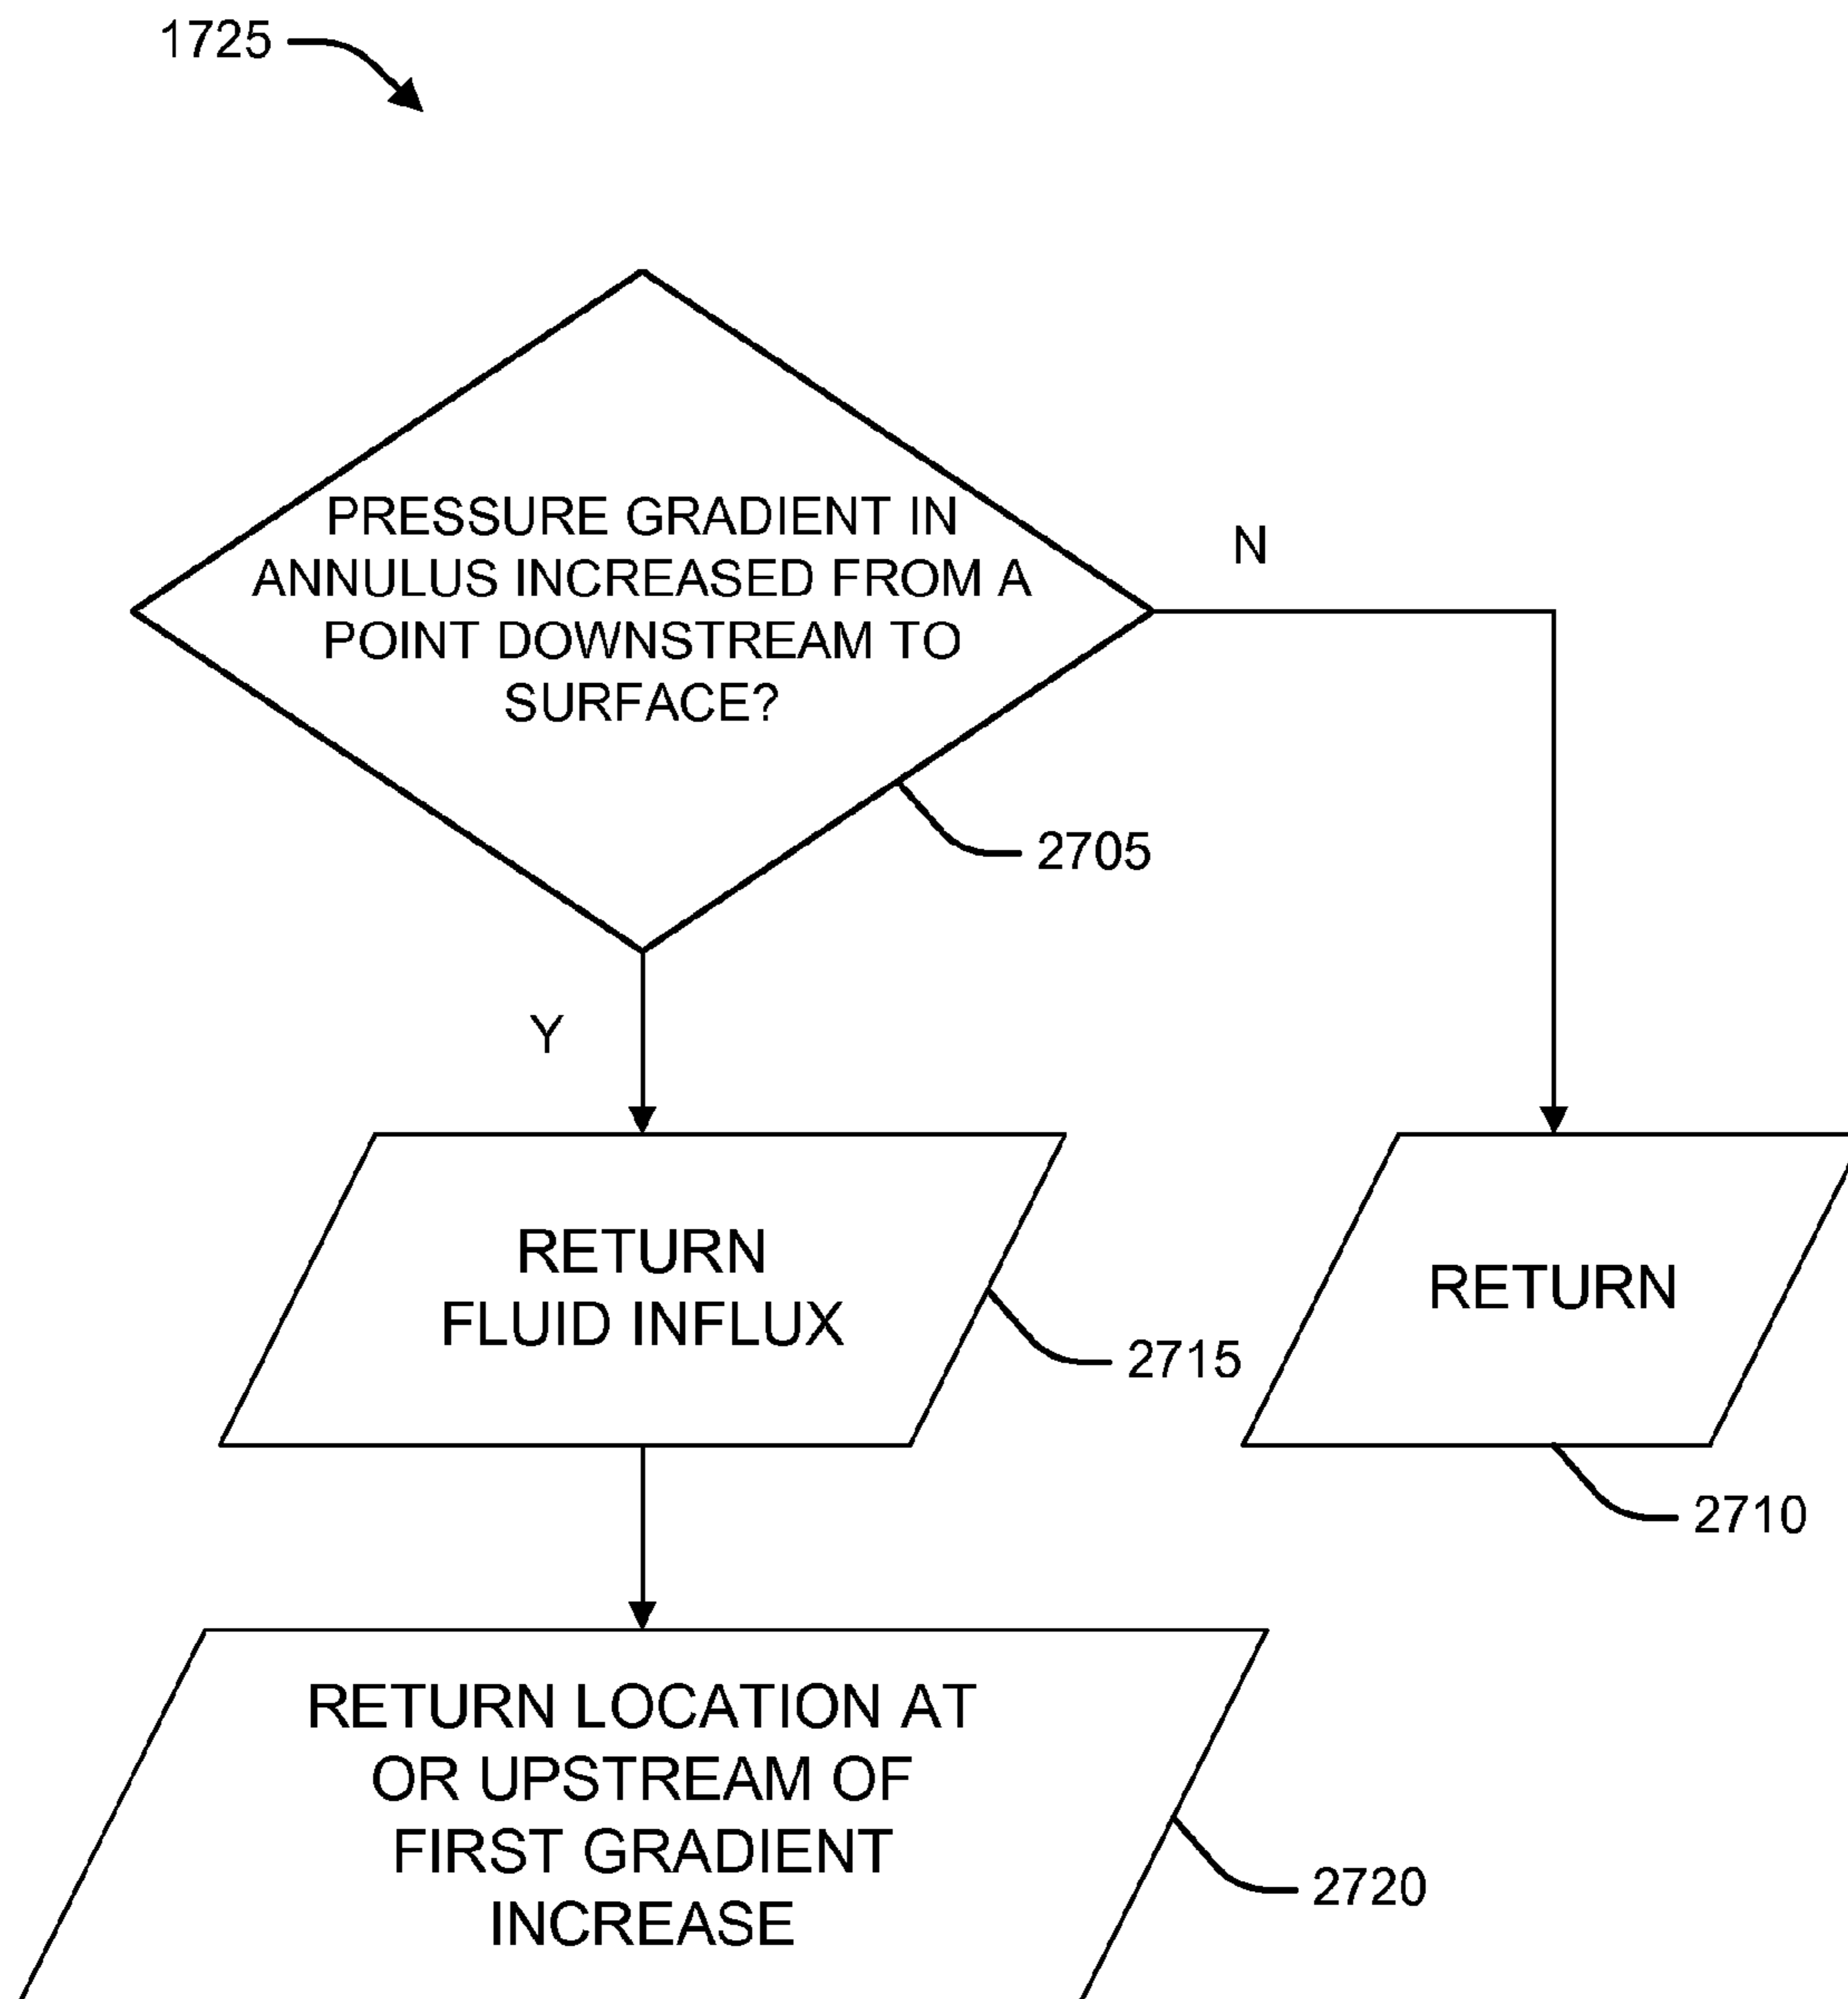 1725
PRESSURE GRADIENT IN
ANNULUS INCREASED FROM A
POINT DOWNSTREAM TO
SURFACE?
N
2705
Y
RETURN
FLUID INFLUX
2715
RETURN
2710
RETURN LOCATION AT
OR UPSTREAM OF
FIRST GRADIENT
INCREASE
2720